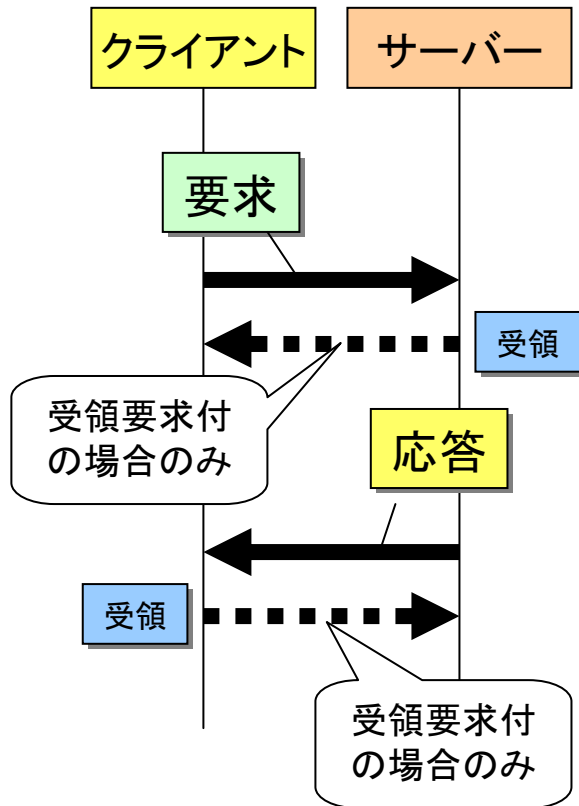 クライアント
サーバー
要求
受領
受領要求付
の場合のみ
応答
受領
受領要求付
の場合のみ